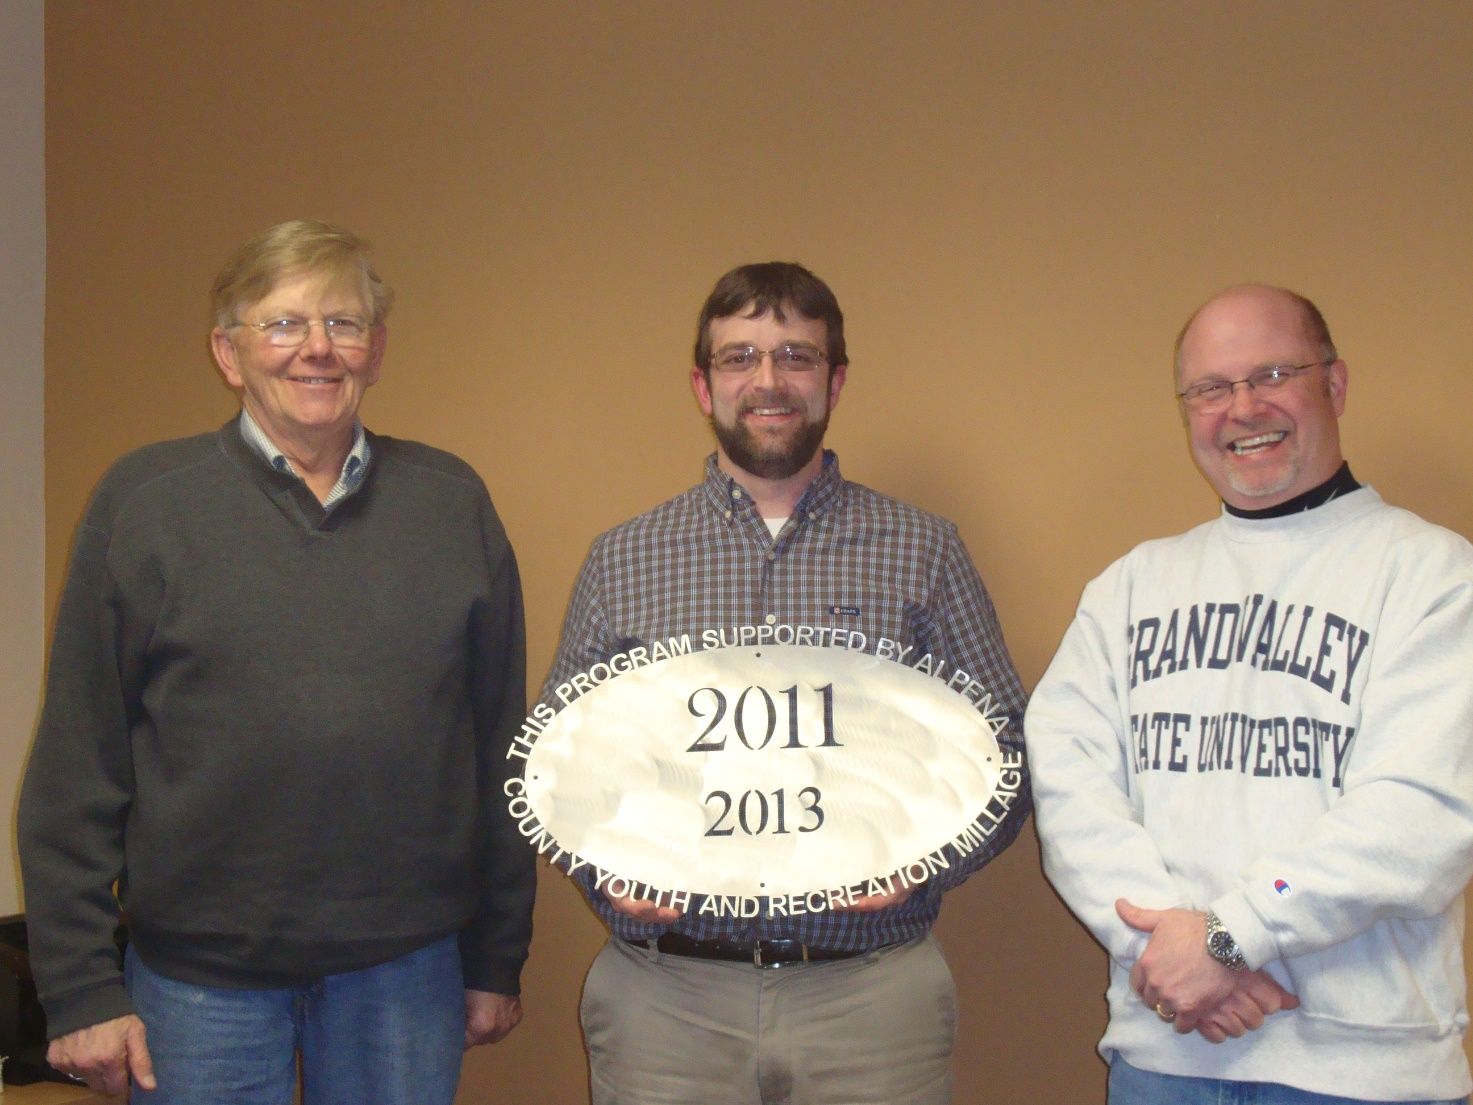 THIS PROGRAM SUPPORTED BY ALPENA
2011
2013
COUNTY YOUTH AND RECREATION MILLAGE
GRAND VALLEY
STATE UNIVERSITY